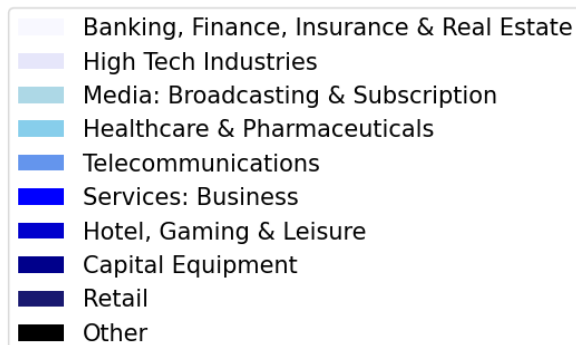 Banking, Finance, Insurance & Real Estate
High Tech Industries
Media: Broadcasting & Subscription
Healthcare & Pharmaceuticals
Telecommunications
Services: Business
Hotel, Gaming & Leisure
Capital Equipment
Retail
Other